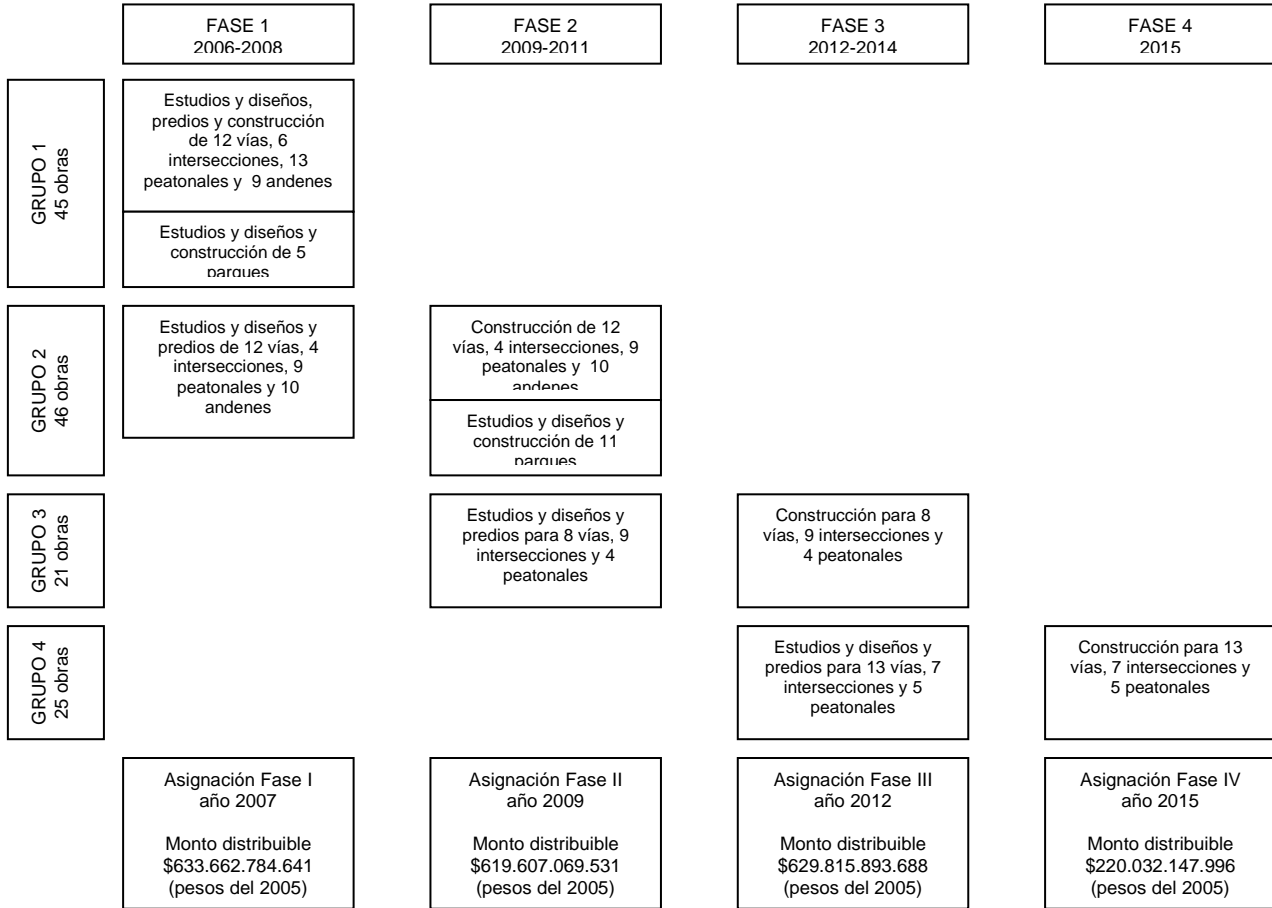 FASE 1
2006-2008
FASE 2
2009-2011
FASE 3
2012-2014
FASE 4
2015
GRUPO 1
45 obras
Estudios y diseños,
predios y construcción
de 12 vías, 6
intersecciones, 13
peatonales y  9 andenes
Estudios y diseños y
construcción de 5
parques
GRUPO 2
46 obras
Estudios y diseños y
predios de 12 vías, 4
intersecciones, 9
peatonales y 10
andenes
Construcción de 12
vías, 4 intersecciones, 9
peatonales y  10
andenes
Estudios y diseños y
construcción de 11
parques
GRUPO 3
21 obras
Estudios y diseños y
predios para 8 vías, 9
intersecciones y 4
peatonales
Construcción para 8
vías, 9 intersecciones y
4 peatonales
GRUPO 4
25 obras
Estudios y diseños y
predios para 13 vías, 7
intersecciones y 5
peatonales
Construcción para 13
vías, 7 intersecciones y
5 peatonales
Asignación Fase I
año 2007
Monto distribuible
$633.662.784.641
(pesos del 2005)
Asignación Fase II
año 2009
Monto distribuible
$619.607.069.531
(pesos del 2005)
Asignación Fase III
año 2012
Monto distribuible
$629.815.893.688
(pesos del 2005)
Asignación Fase IV
año 2015
Monto distribuible
$220.032.147.996
(pesos del 2005)